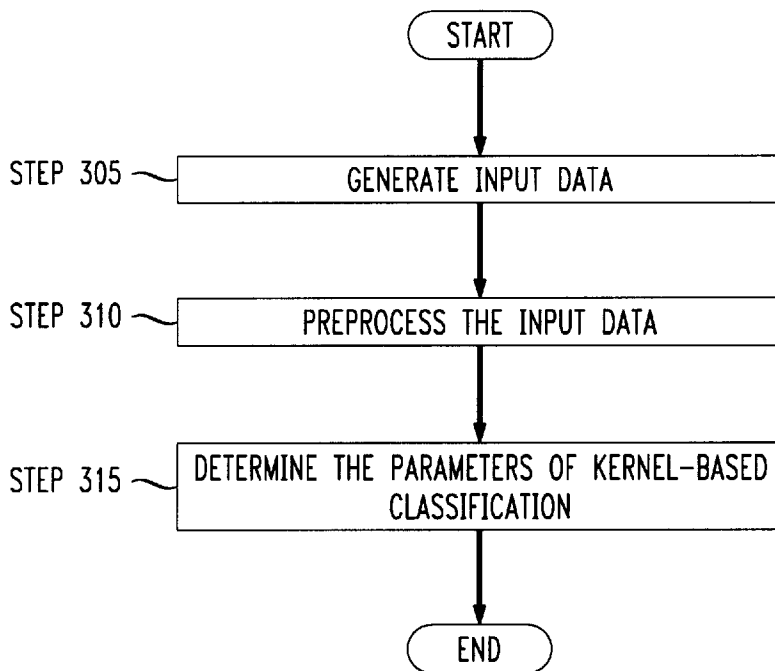 START
STEP 305
GENERATE INPUT DATA
STEP 310
PREPROCESS THE INPUT DATA
STEP 315
DETERMINE THE PARAMETERS OF KERNEL-BASED
CLASSIFICATION
END